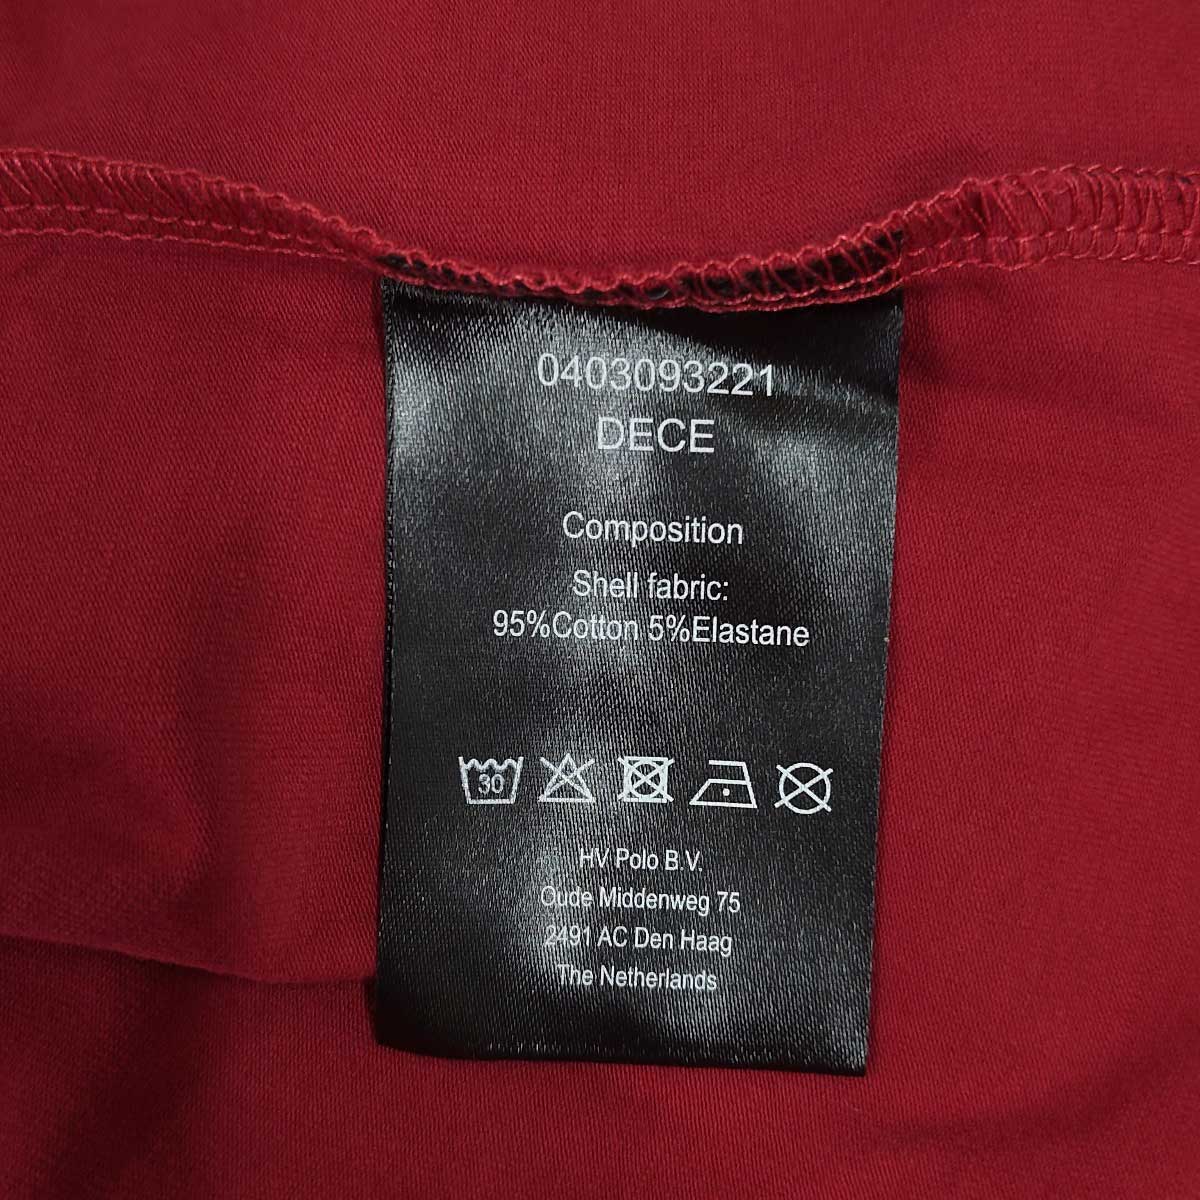 0403093221
DECE
Composition
Shell fabric:
95%Cotton 5%Elastane
30
HV Polo B.V.
Oude Middenweg 75
2491 AC Den Haag
The Netherlands